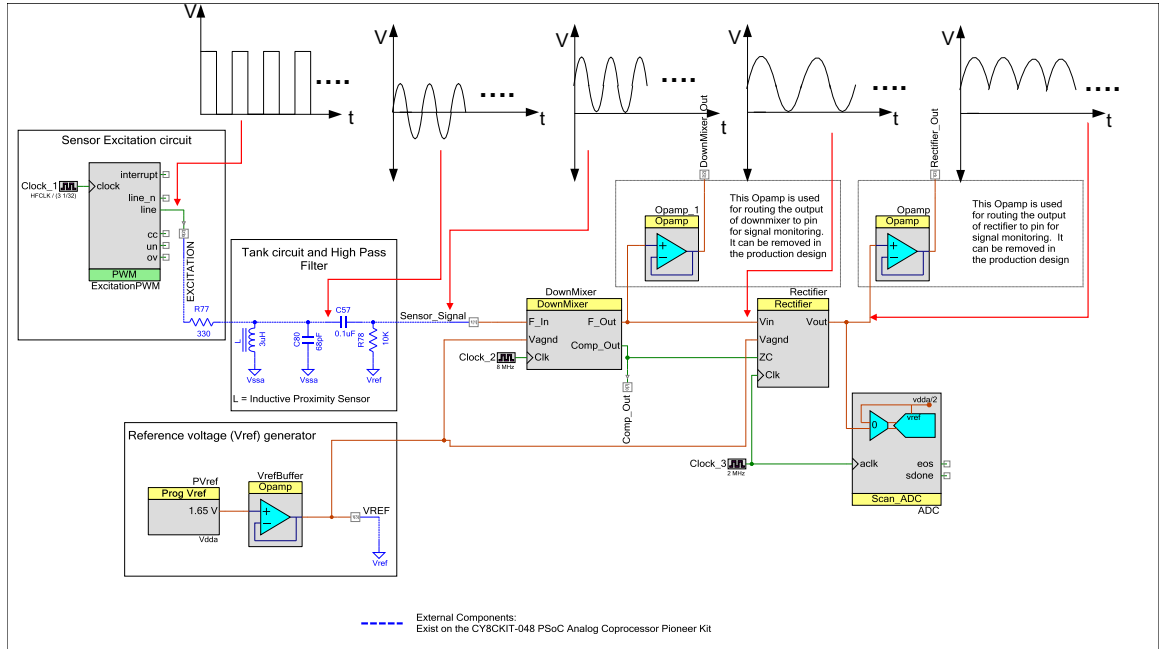 V
V
V
V
V
....
....
....
....
....
t
t
t
t
t
DownMixer_Out
Rectifier_Out
Sensor Excitation circuit
Clock_1
HFCLK / (3 1/32)
clock
interrupt
line_n
line
cc
un
ov
PWM
ExcitationPWM
EXCITATION
R77
330
Tank circuit and High Pass
Filter
L
3uH
C80
68pF
C57
0.1uF
R78
10K
Vssa
Vssa
Vref
L = Inductive Proximity Sensor
Sensor_Signal
Opamp_1
Opamp
This Opamp is used
for routing the output
of downmixer to pin
for signal monitoring.
It can be removed in
the production design
Opamp
Opamp
This Opamp is used
for routing the output
of rectifier to pin for
signal monitoring. It
can be removed in
the production design
DownMixer
DownMixer
F_In
F_Out
Vagnd
Comp_Out
Clk
Clock_2
8 MHz
Comp_Out
Rectifier
Rectifier
Vin
Vout
Vagnd
ZC
Clk
Clock_3
2 MHz
vdda/2
vref
0
aclk
eos
sdone
Scan_ADC
ADC
Reference voltage (Vref) generator
PVref
Prog Vref
1.65 V
Vdda
VrefBuffer
Opamp
VREF
Vref
External Components:
Exist on the CY8CKIT-048 PSoC Analog Coprocessor Pioneer Kit